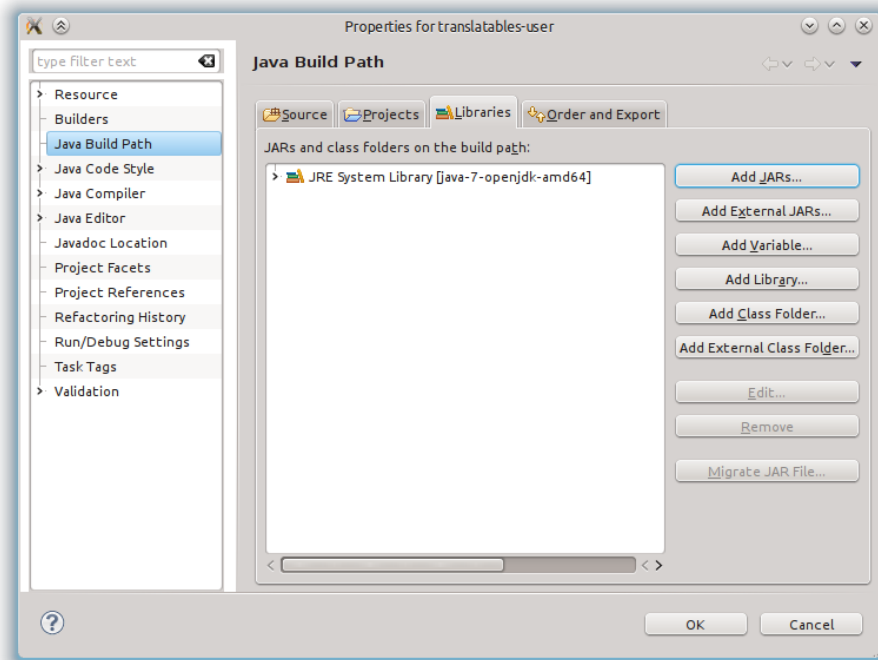 Properties for translatables-user
type filter text
Resource
Builders
Java Build Path
Java Code Style
Java Compiler
Java Editor
Javadoc Location
Project Facets
Project References
Refactoring History
Run/Debug Settings
Task Tags
Validation
Java Build Path
Source Projects Libraries Order and Export
JARs and class folders on the build path:
JRE System Library [java-7-openjdk-amd64]
Add JARs...
Add External JARs...
Add Variable...
Add Library...
Add Class Folder...
Add External Class Folder...
Edit...
Remove
Migrate JAR File...
OK Cancel